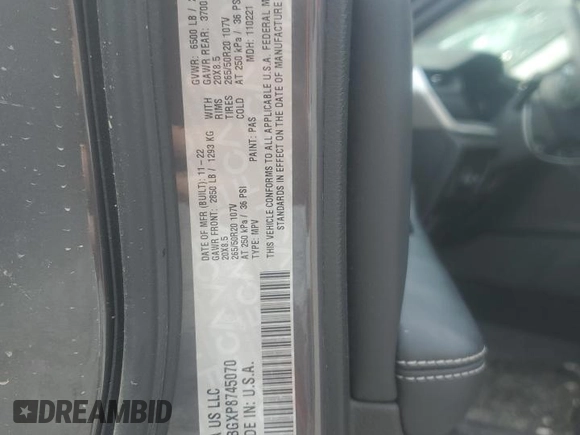 A US LLC
DATE OF MFR (BUILT): 11-22
GVWR: 6500 LB /
GAWR FRONT: 2850 LB / 1293 KG WITH
GAWR REAR: 3700
20X8.5 RIMS 20X8.5
265/50R20 107V TIRES 265/50R20 107V
AT 250 kPa / 36 PSI COLD AT 250 kPa / 36 PSI
TYPE: MPV PAINT: PAS MDH: 110221
THIS VEHICLE CONFORMS TO ALL APPLICABLE U.S.A. FEDERAL M
STANDARDS IN EFFECT ON THE DATE OF MANUFACTURE
GXP8745070
DE IN: U.S.A.
AUTOBIDCAR